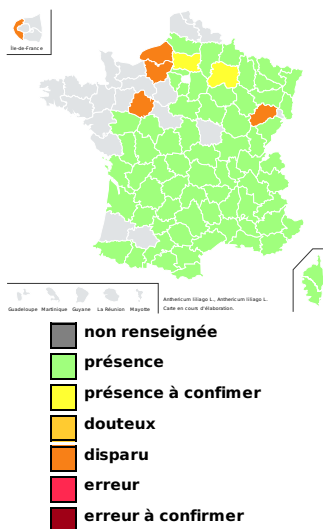 Île-de-France
Guadeloupe Martinique Guyane La Réunion Mayotte
Anthericum liliago L., Anthericum liliago L.
Carte en cours d'élaboration.
non renseignée
présence
présence à confimer
douteux
disparu
erreur
erreur à confirmer